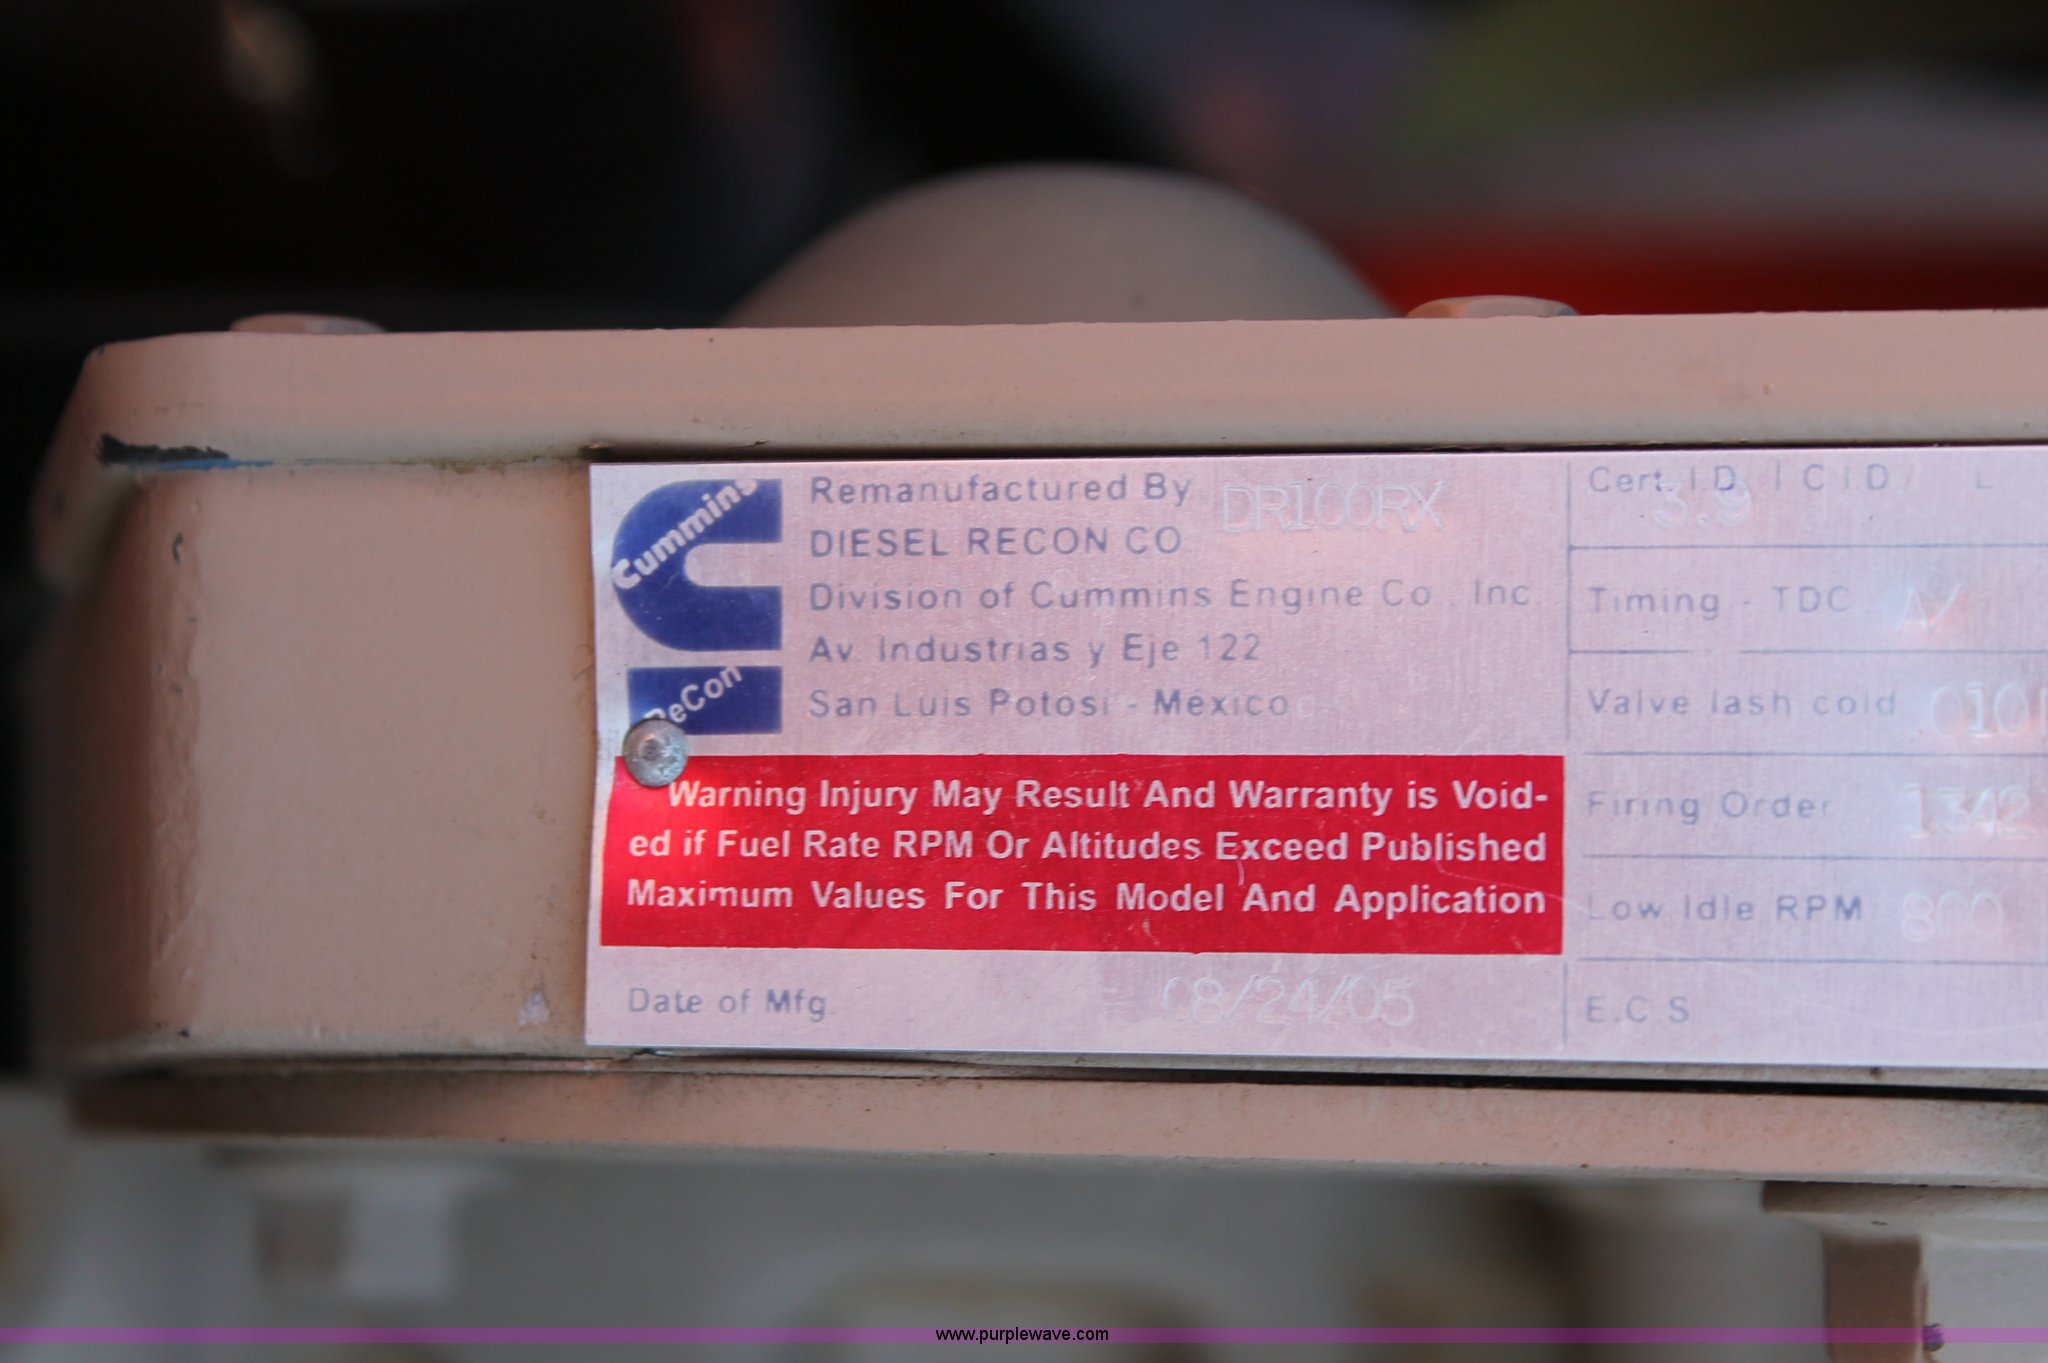 Cummins
ReCon
Remanufactured By DR100RX
DIESEL RECON CO
Division of Cummins Engine Co. Inc.
Av. Industrias y Eje 122
San Luis Potosi - México
Warning Injury May Result And Warranty is Void-
ed if Fuel Rate RPM Or Altitudes Exceed Published
Maximum Values For This Model And Application
Date of Mfg. 08/24/05
Cert. I.D. / C.I.D./ L
3.9
Timing - TDC
Valve lash cold .010
Firing Order 1342
Low Idle RPM 800
E.C.S
www.purplewave.com